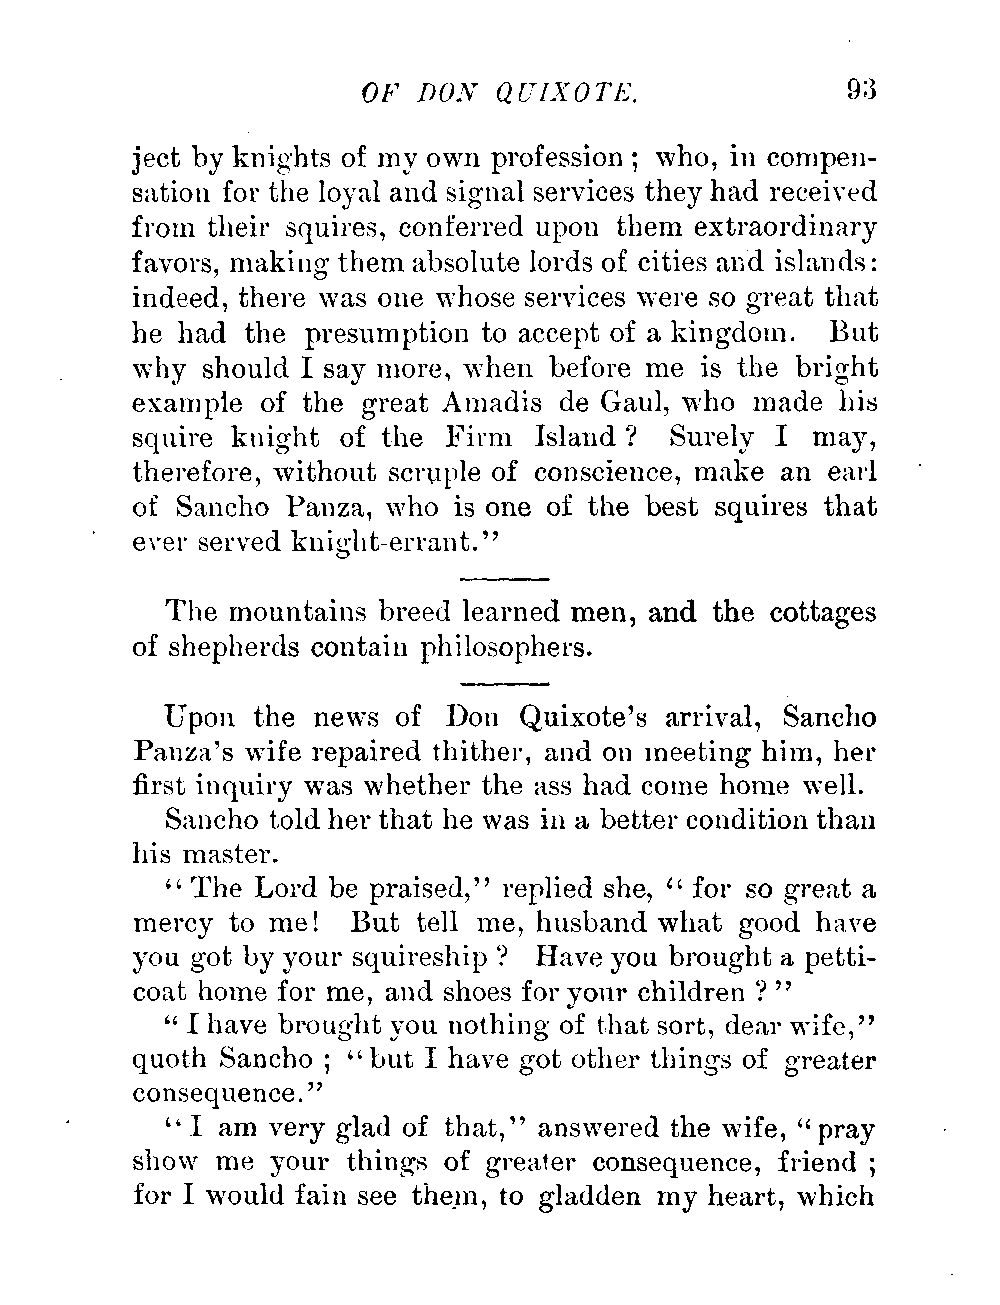 OF DON QUIXOTE. 93
ject by knights of my own profession ; who, in compen-
sation for the loyal and signal services they had received
from their squires, conferred upon them extraordinary
favors, making them absolute lords of cities and islands:
indeed, there was one whose services were so great that
he had the presumption to accept of a kingdom. But
why should I say more, when before me is the bright
example of the great Amadis de Gaul, who made his
squire knight of the Firm Island ? Surely I may,
therefore, without scruple of conscience, make an earl
of Sancho Panza, who is one of the best squires that
ever served knight-errant.”
The mountains breed learned men, and the cottages
of shepherds contain philosophers.
Upon the news of Don Quixote’s arrival, Sancho
Panza’s wife repaired thither, and on meeting him, her
first inquiry was whether the ass had come home well.
Sancho told her that he was in a better condition than
his master.
“ The Lord be praised,” replied she, “ for so great a
mercy to me! But tell me, husband what good have
you got by your squireship ? Have you brought a petti-
coat home for me, and shoes for your children ? ”
“ I have brought you nothing of that sort, dear wife,”
quoth Sancho ; “ but I have got other things of greater
consequence.”
“ I am very glad of that,” answered the wife, “ pray
show me your things of greater consequence, friend ;
for I would fain see them, to gladden my heart, which